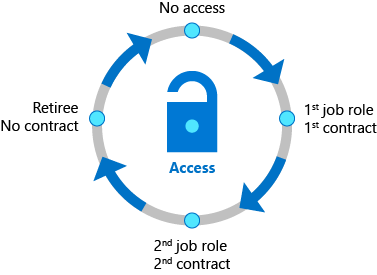 No access
Retiree
No contract
1st job role
1st contract
Access
2nd job role
2nd contract